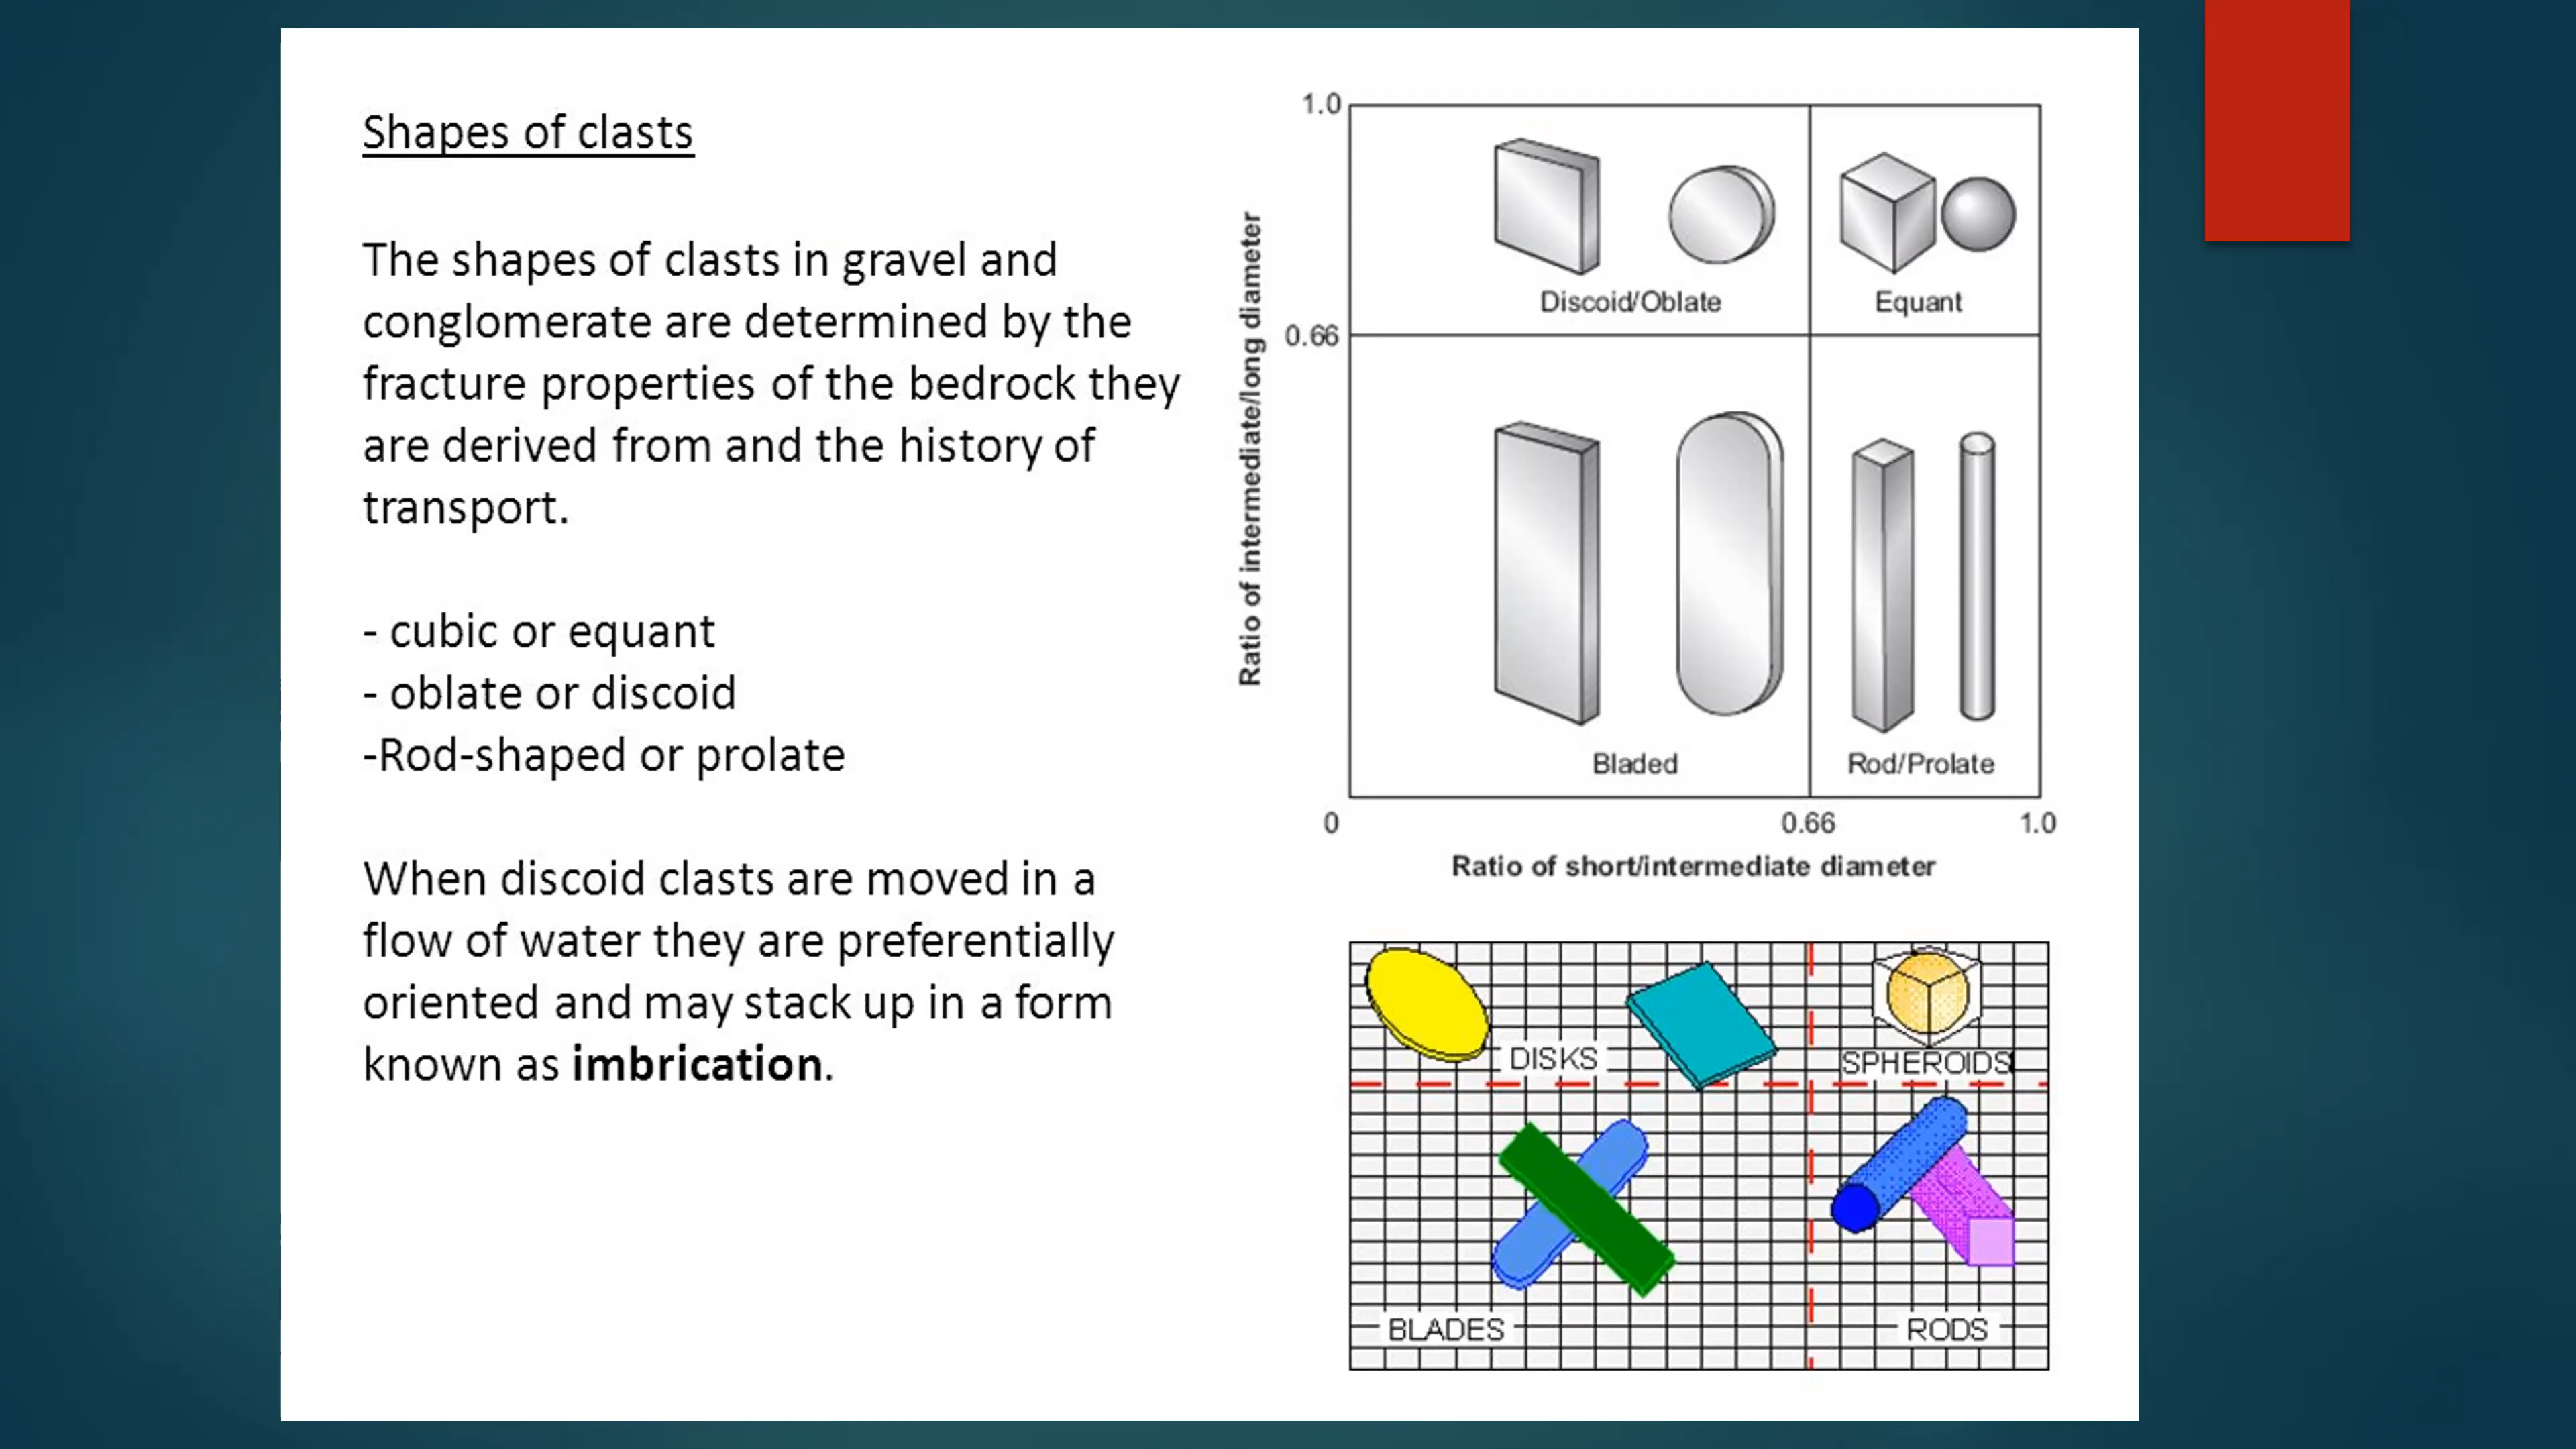 Shapes of clasts
The shapes of clasts in gravel and
conglomerate are determined by the
fracture properties of the bedrock they
are derived from and the history of
transport.
- cubic or equant
- oblate or discoid
-Rod-shaped or prolate
When discoid clasts are moved in a
flow of water they are preferentially
oriented and may stack up in a form
known as imbrication.
1.0
Ratio of intermediate/long diameter
Discoid/Oblate
Equant
0.66
Bladed
Rod/Prolate
0
0.66
1.0
Ratio of short/intermediate diameter
DISKS
SPHEROIDS
BLADES
RODS